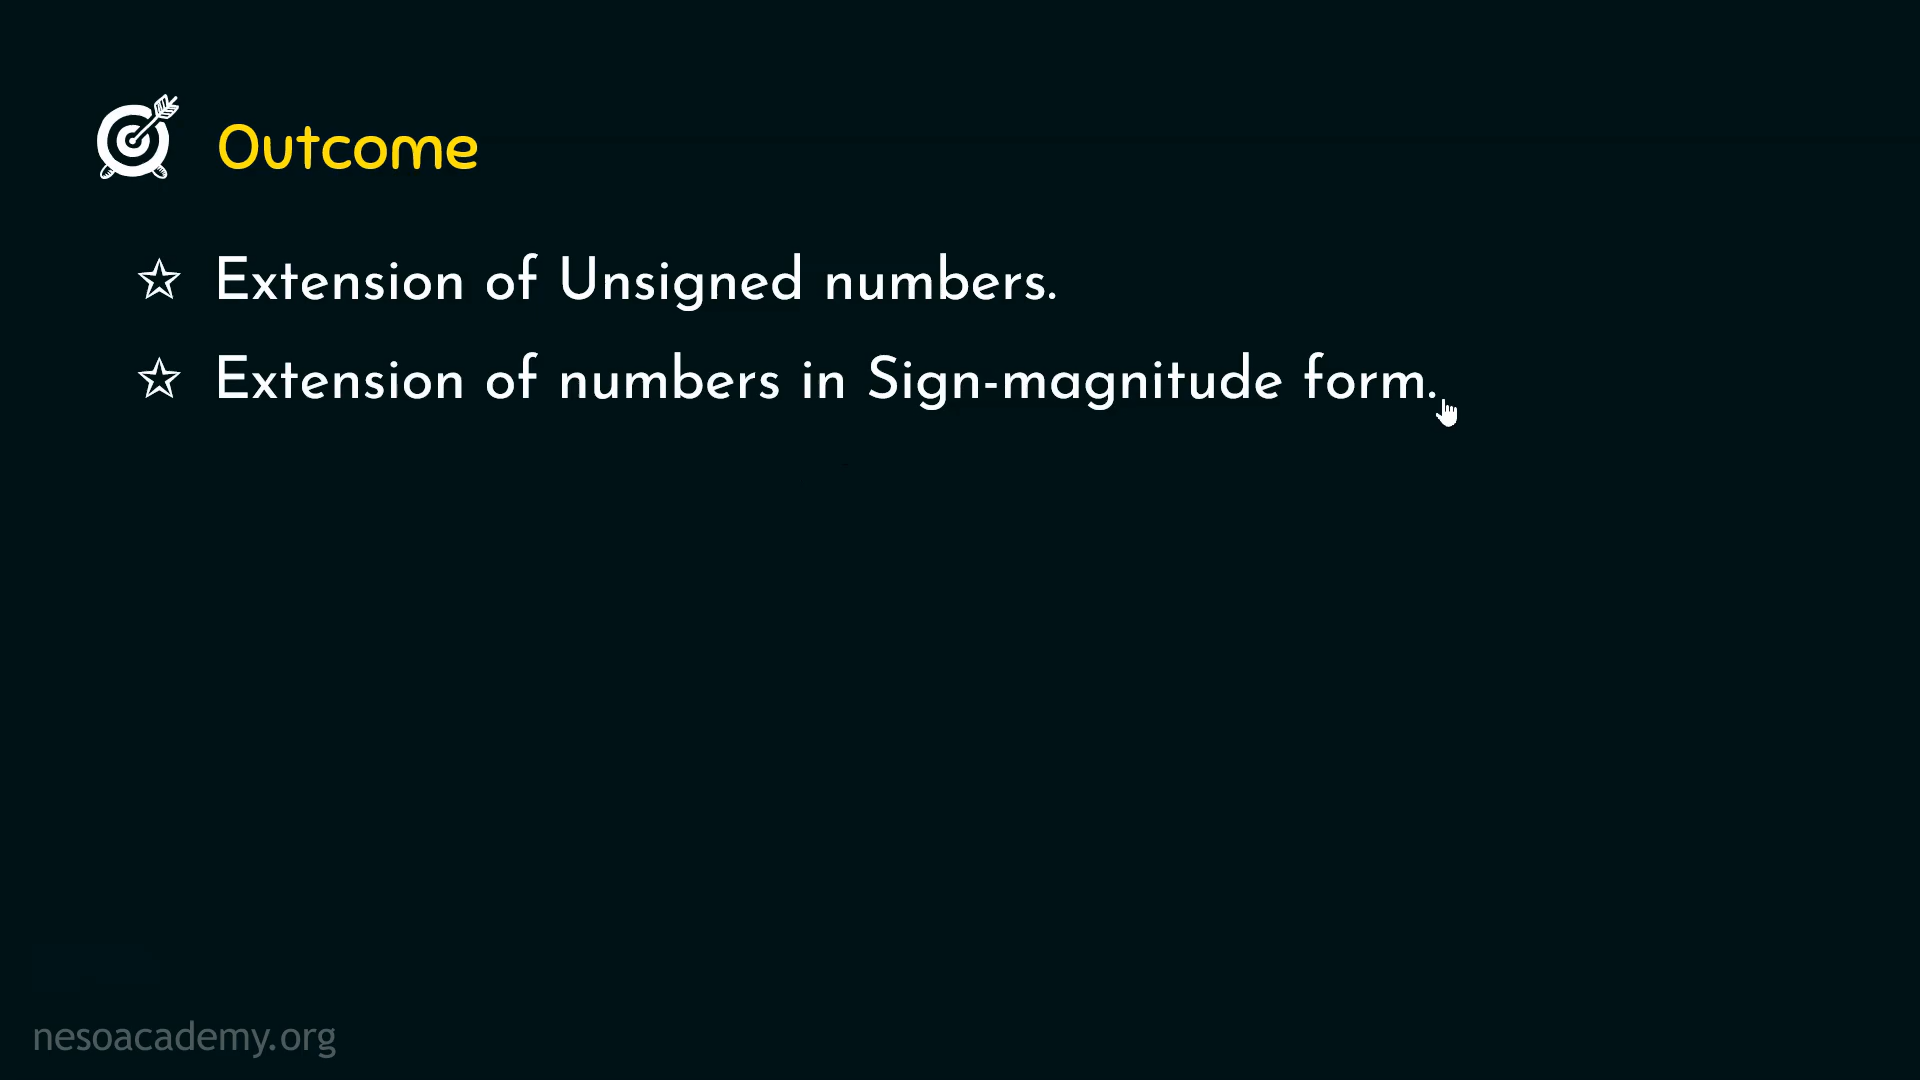 Outcome
Extension of Unsigned numbers.
Extension of numbers in Sign-magnitude form.
nesoacademy.org